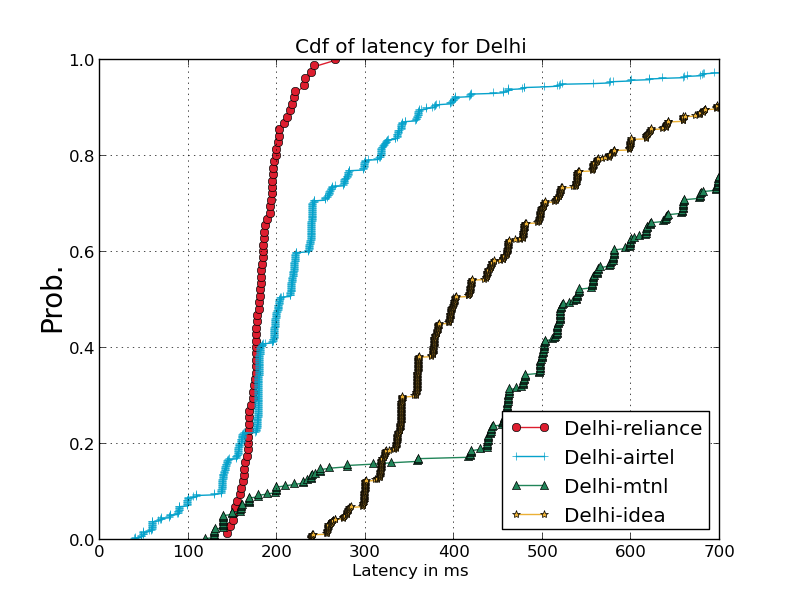 Cdf of latency for Delhi
1.0
0.8
0.6
0.4
0.2
0.0
Prob.
Delhi-reliance
Delhi-airtel
Delhi-mtnl
Delhi-idea
0 100 200 300 400 500 600 700
Latency in ms